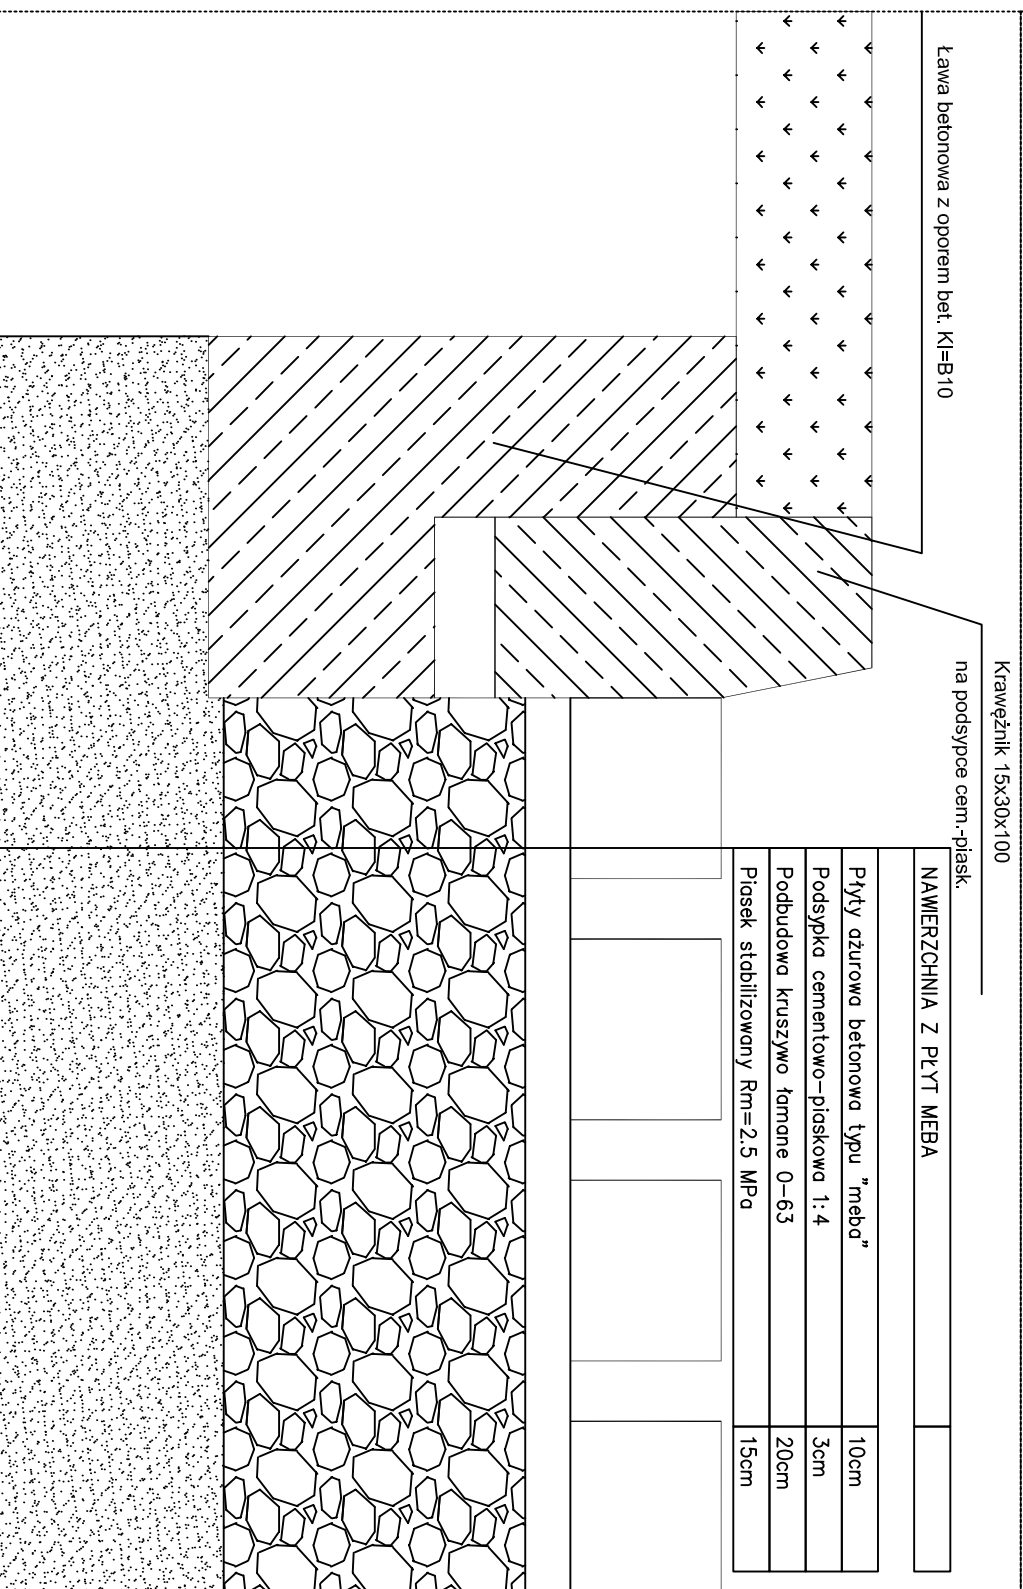 Ława betonowa z oporem bet. Kl=B10
Krawężnik 15x30x100
na podsypce cem.-piask.
NAWIERZCHNIA Z PŁYT MEBA
Płyty ażurowa betonowa typu "meba" 10cm
Podsypka cementowo-piaskowa 1:4 3cm
Podbudowa kruszywo łamane 0-63 20cm
Piasek stabilizowany Rm=2.5 MPa 15cm